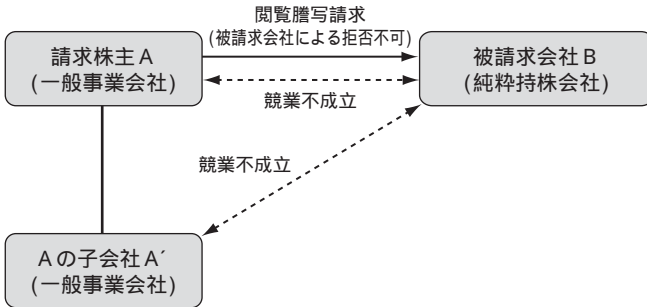 閲覧謄写請求
(被請求会社による拒否不可)
請求株主A
(一般事業会社)
被請求会社B
(純粋持株会社)
競業不成立
競業不成立
Aの子会社A´
(一般事業会社)